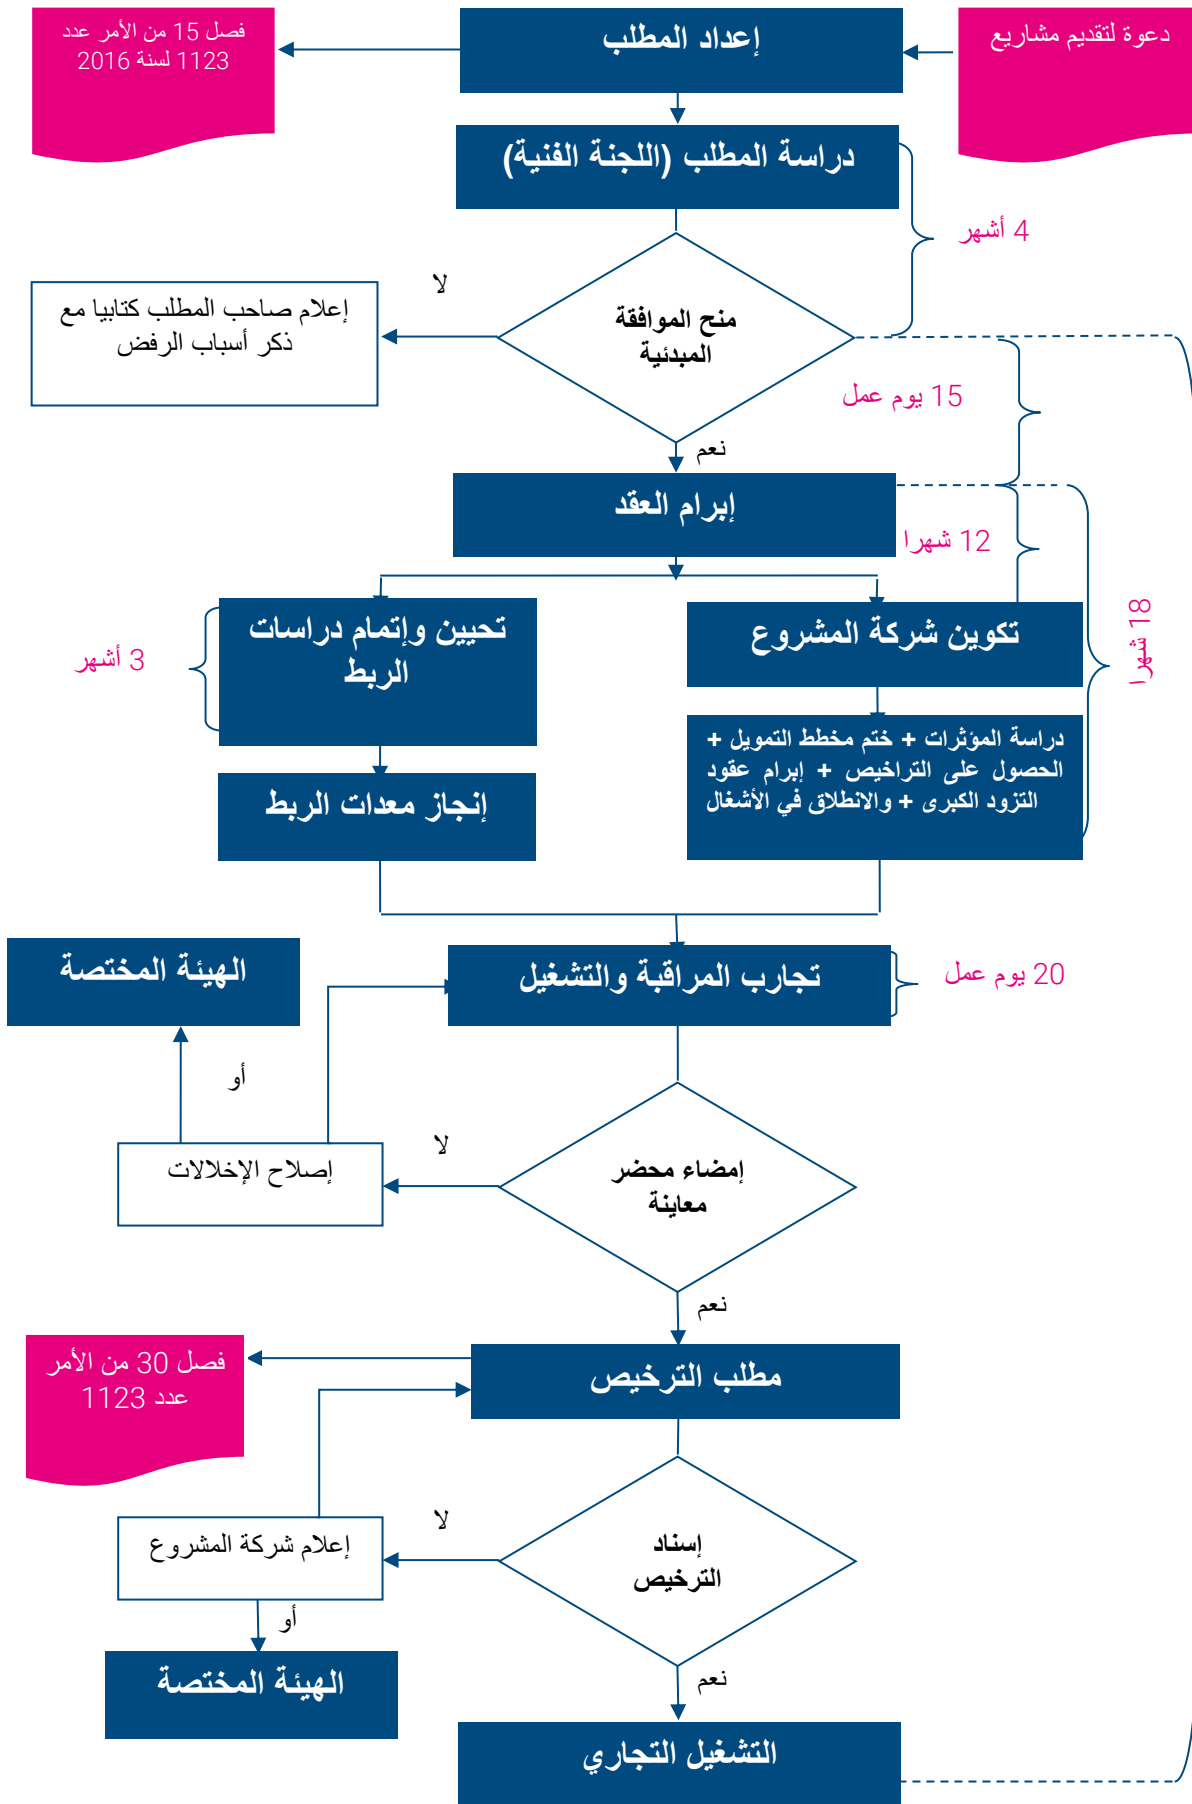 دعوة لتقديم مشاريع
إعداد المطلب
فصل 15 من الأمر عدد
1123 لسنة 2016
دراسة المطلب (اللجنة الفنية)
4 أشهر
منح الموافقة
المبدئية
لا
إعلام صاحب المطلب كتابيا مع
ذكر أسباب الرفض
15 يوم عمل
نعم
إبرام العقد
12 شهرا
18 شهرا
تكوين شركة المشروع
تحيين وإتمام دراسات
الربط
3 أشهر
دراسة المؤثرات + ختم مخطط التمويل +
الحصول على التراخيص + إبرام عقود
التزود الكبرى + والانطلاق في الأشغال
إنجاز معدات الربط
تجارب المراقبة والتشغيل
20 يوم عمل
الهيئة المختصة
أو
إمضاء محضر
معاينة
لا
إصلاح الإخلالات
نعم
مطلب الترخيص
فصل 30 من الأمر
عدد 1123
إسناد
الترخيص
لا
إعلام شركة المشروع
أو
الهيئة المختصة
نعم
التشغيل التجاري